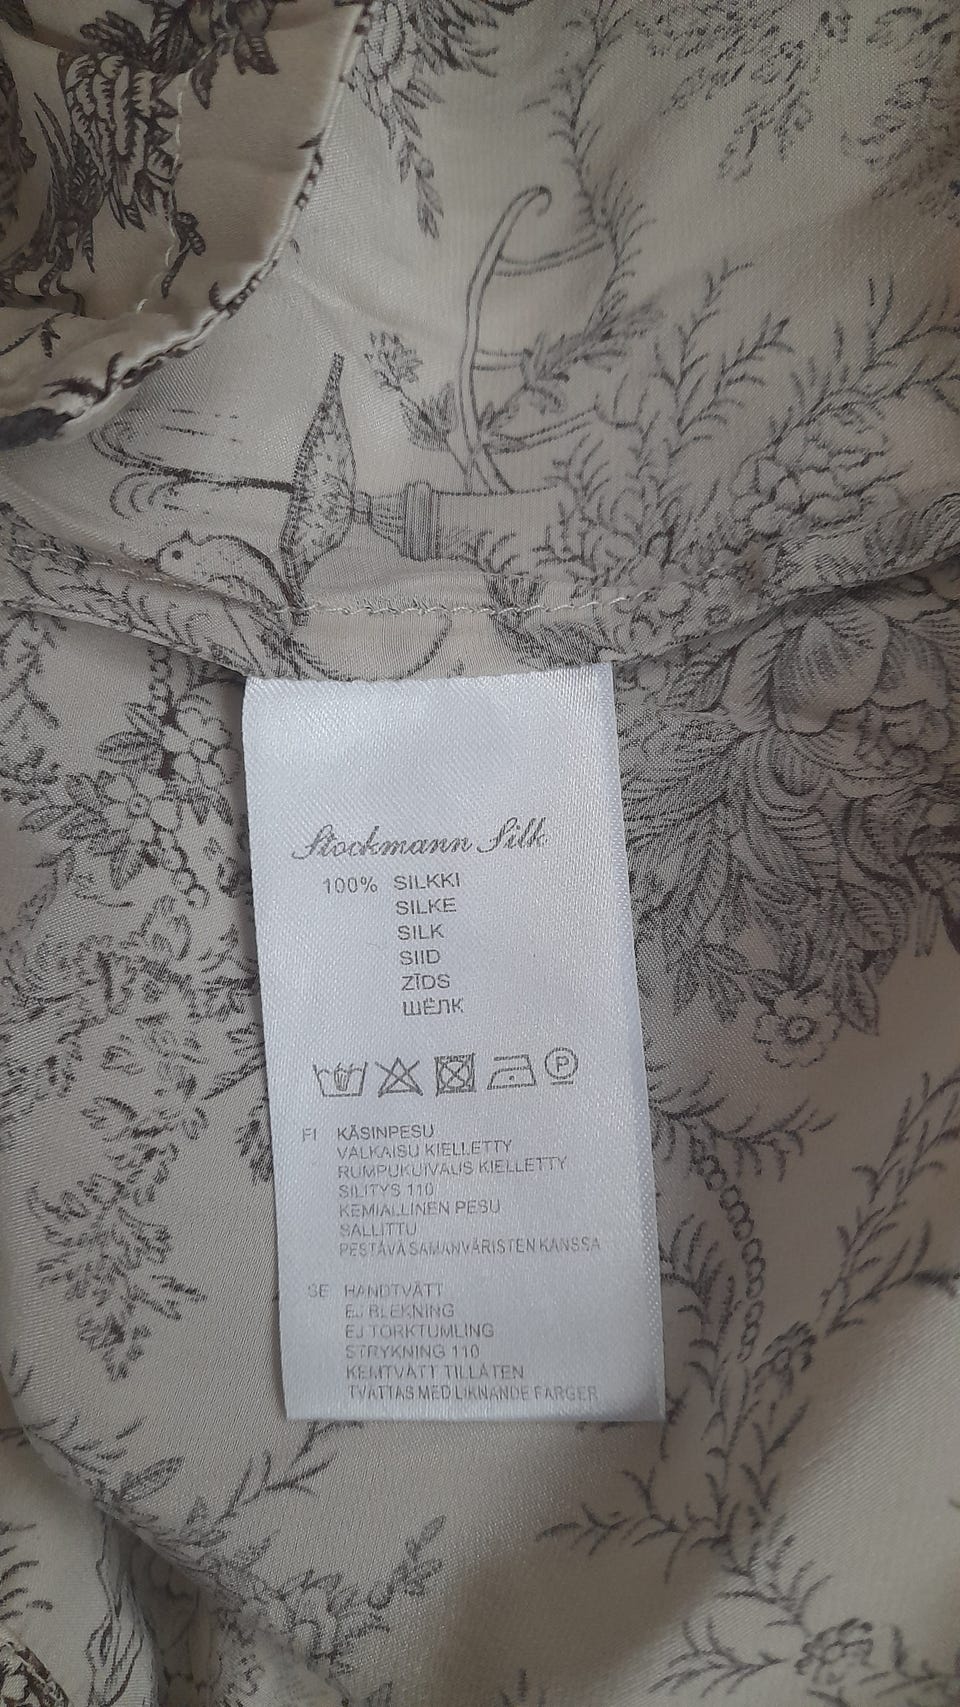 Stockmann Silk
100% SILKKI
SILKE
SILK
SIID
ZĪDS
ШЁЛК
P
FI KÄSINPESU
VALKAISU KIELLETTY
RUMPUKUIVAUS KIELLETTY
SILITYS 110
KEMIALLINEN PESU
SALLITTU
PESTÄVÄ SAMANVÄRISTEN KANSSA
SE HANDTVÄTT
EJ BLEKNING
EJ TORKTUMLING
STRYKNING 110
KEMTVÄTT TILLÅTEN
TVÄTTAS MED LIKNANDE FÄRGER